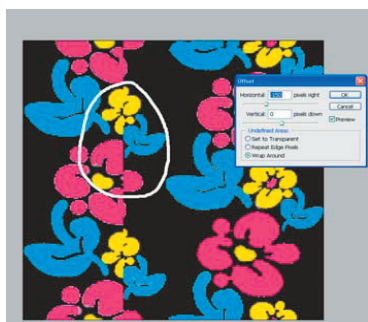 Offset
Horizontal: -150 pixels right
OK
Cancel
Vertical: 0 pixels down
Preview
Undefined Areas:
Set to Transparent
Repeat Edge Pixels
Wrap Around